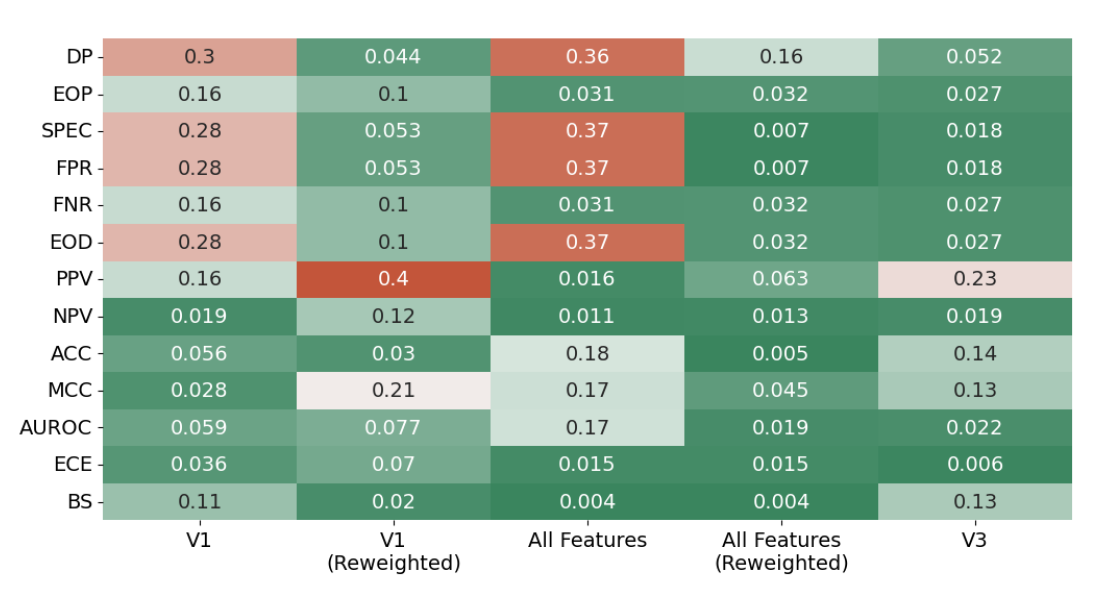 DP 0.3 0.044 0.36 0.16 0.052
EOP 0.16 0.1 0.031 0.032 0.027
SPEC 0.28 0.053 0.37 0.007 0.018
FPR 0.28 0.053 0.37 0.007 0.018
FNR 0.16 0.1 0.031 0.032 0.027
EOD 0.28 0.1 0.37 0.032 0.027
PPV 0.16 0.4 0.016 0.063 0.23
NPV 0.019 0.12 0.011 0.013 0.019
ACC 0.056 0.03 0.18 0.005 0.14
MCC 0.028 0.21 0.17 0.045 0.13
AUROC 0.059 0.077 0.17 0.019 0.022
ECE 0.036 0.07 0.015 0.015 0.006
BS 0.11 0.02 0.004 0.004 0.13
V1 V1 All Features All Features V3
(Reweighted) (Reweighted)